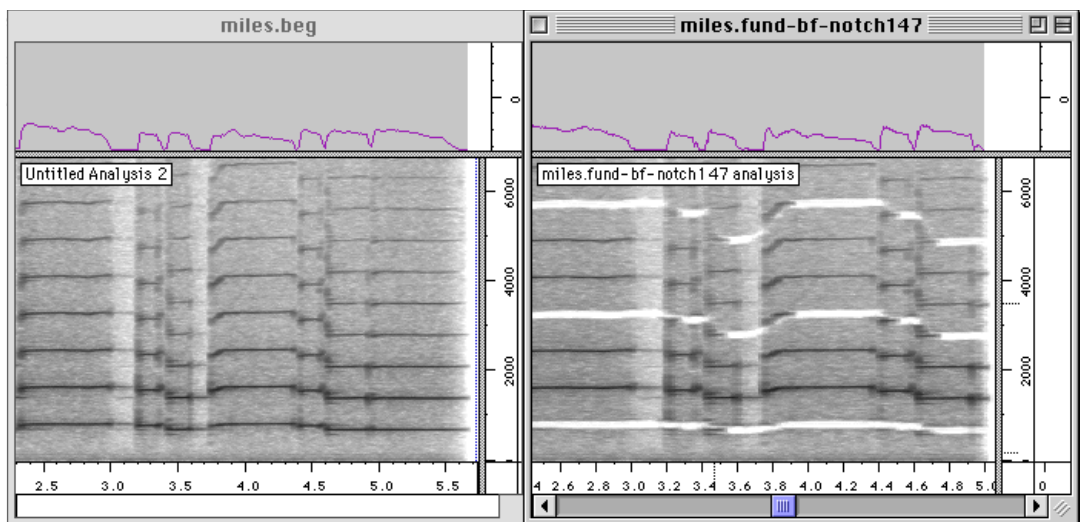 miles.beg
0
Untitled Analysis 2
6000
4000
2000
2.5 3.0 3.5 4.0 4.5 5.0 5.5
miles.fund-bf-notch147
0
miles.fund-bf-notch147 analysis
6000
4000
2000
4 2.6 2.8 3.0 3.2 3.4 3.6 3.8 4.0 4.2 4.4 4.6 4.8 5.0 0